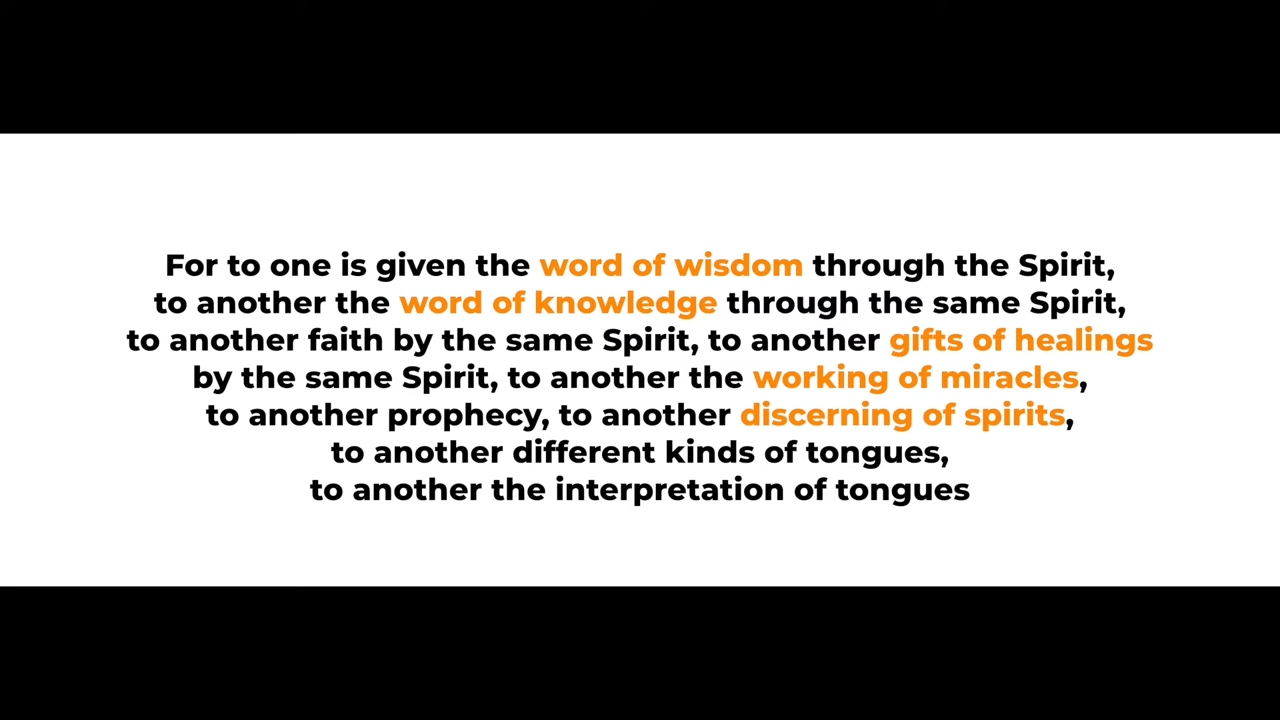 For to one is given the word of wisdom through the Spirit,
to another the word of knowledge through the same Spirit,
to another faith by the same Spirit, to another gifts of healings
by the same Spirit, to another the working of miracles,
to another prophecy, to another discerning of spirits,
to another different kinds of tongues,
to another the interpretation of tongues